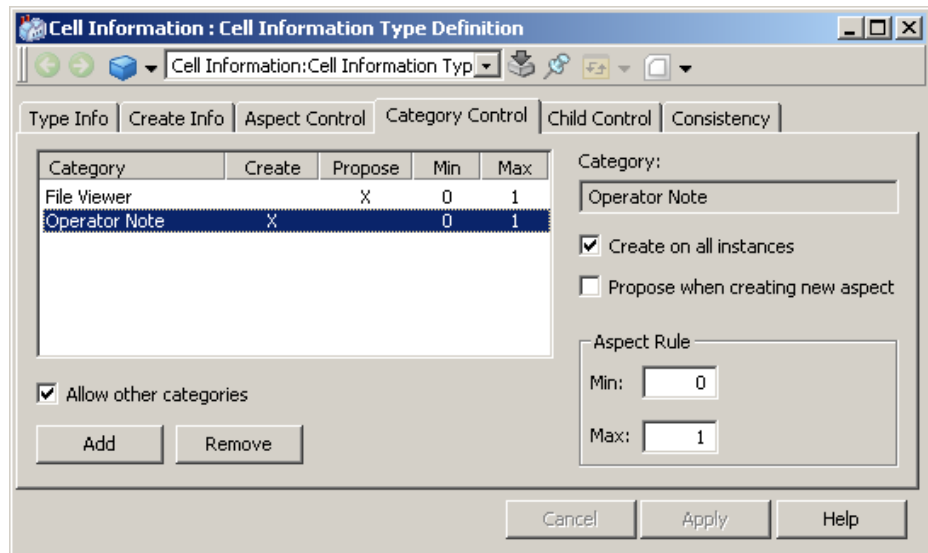 Cell Information : Cell Information Type Definition
Cell Information:Cell Information Typ
Type Info Create Info Aspect Control Category Control Child Control Consistency
Category Create Propose Min Max
File Viewer X 0 1
Operator Note X 0 1
Allow other categories
Add Remove
Category:
Operator Note
Create on all instances
Propose when creating new aspect
Aspect Rule
Min: 0
Max: 1
Cancel Apply Help